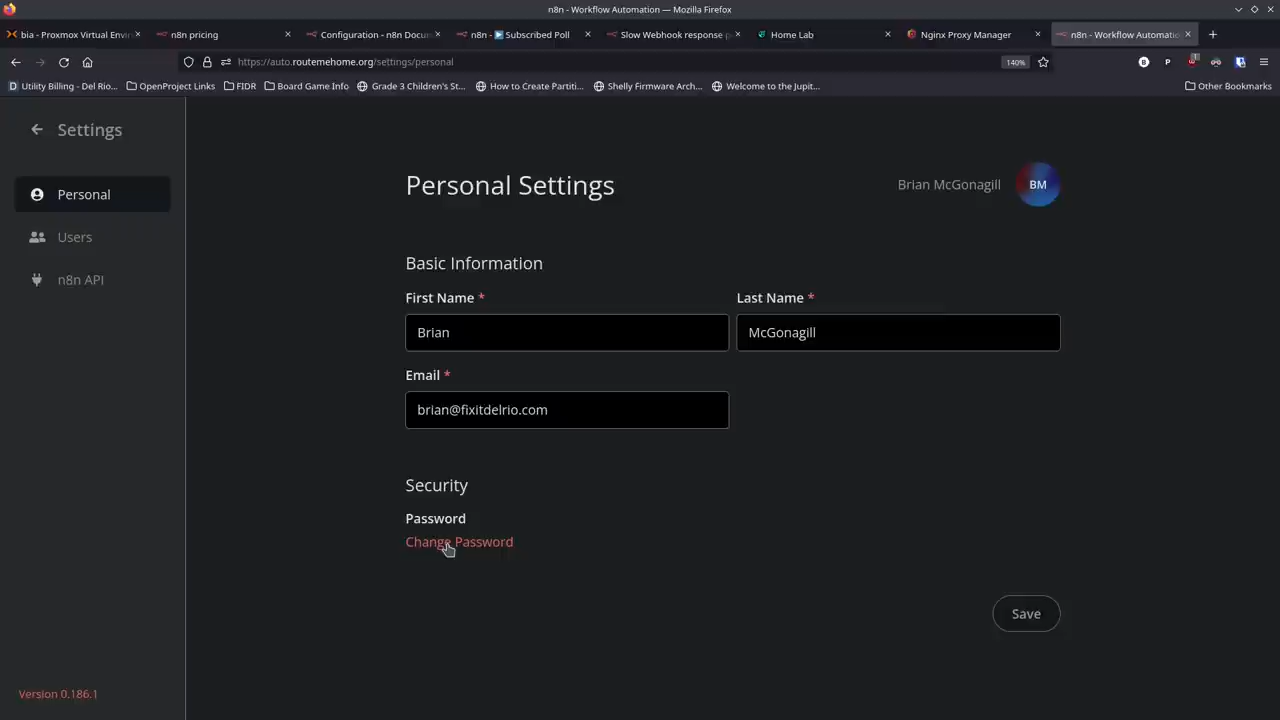 n8n - Workflow Automation — Mozilla Firefox
bia - Proxmox Virtual Envir
n8n pricing
Configuration - n8n Docum
n8n - ▶️ Subscribed Poll
Slow Webhook response p
Home Lab
Nginx Proxy Manager
n8n - Workflow Automatio
https://auto.routemehome.org/settings/personal
140%
Utility Billing - Del Rio...
OpenProject Links
FIDR
Board Game Info
Grade 3 Children's St...
How to Create Partiti...
Shelly Firmware Arch...
Welcome to the Jupit...
Other Bookmarks
Settings
Personal
Users
n8n API
Version 0.186.1
Personal Settings
Brian McGonagill
BM
Basic Information
First Name *
Last Name *
Brian
McGonagill
Email *
brian@fixitdelrio.com
Security
Password
Change Password
Save